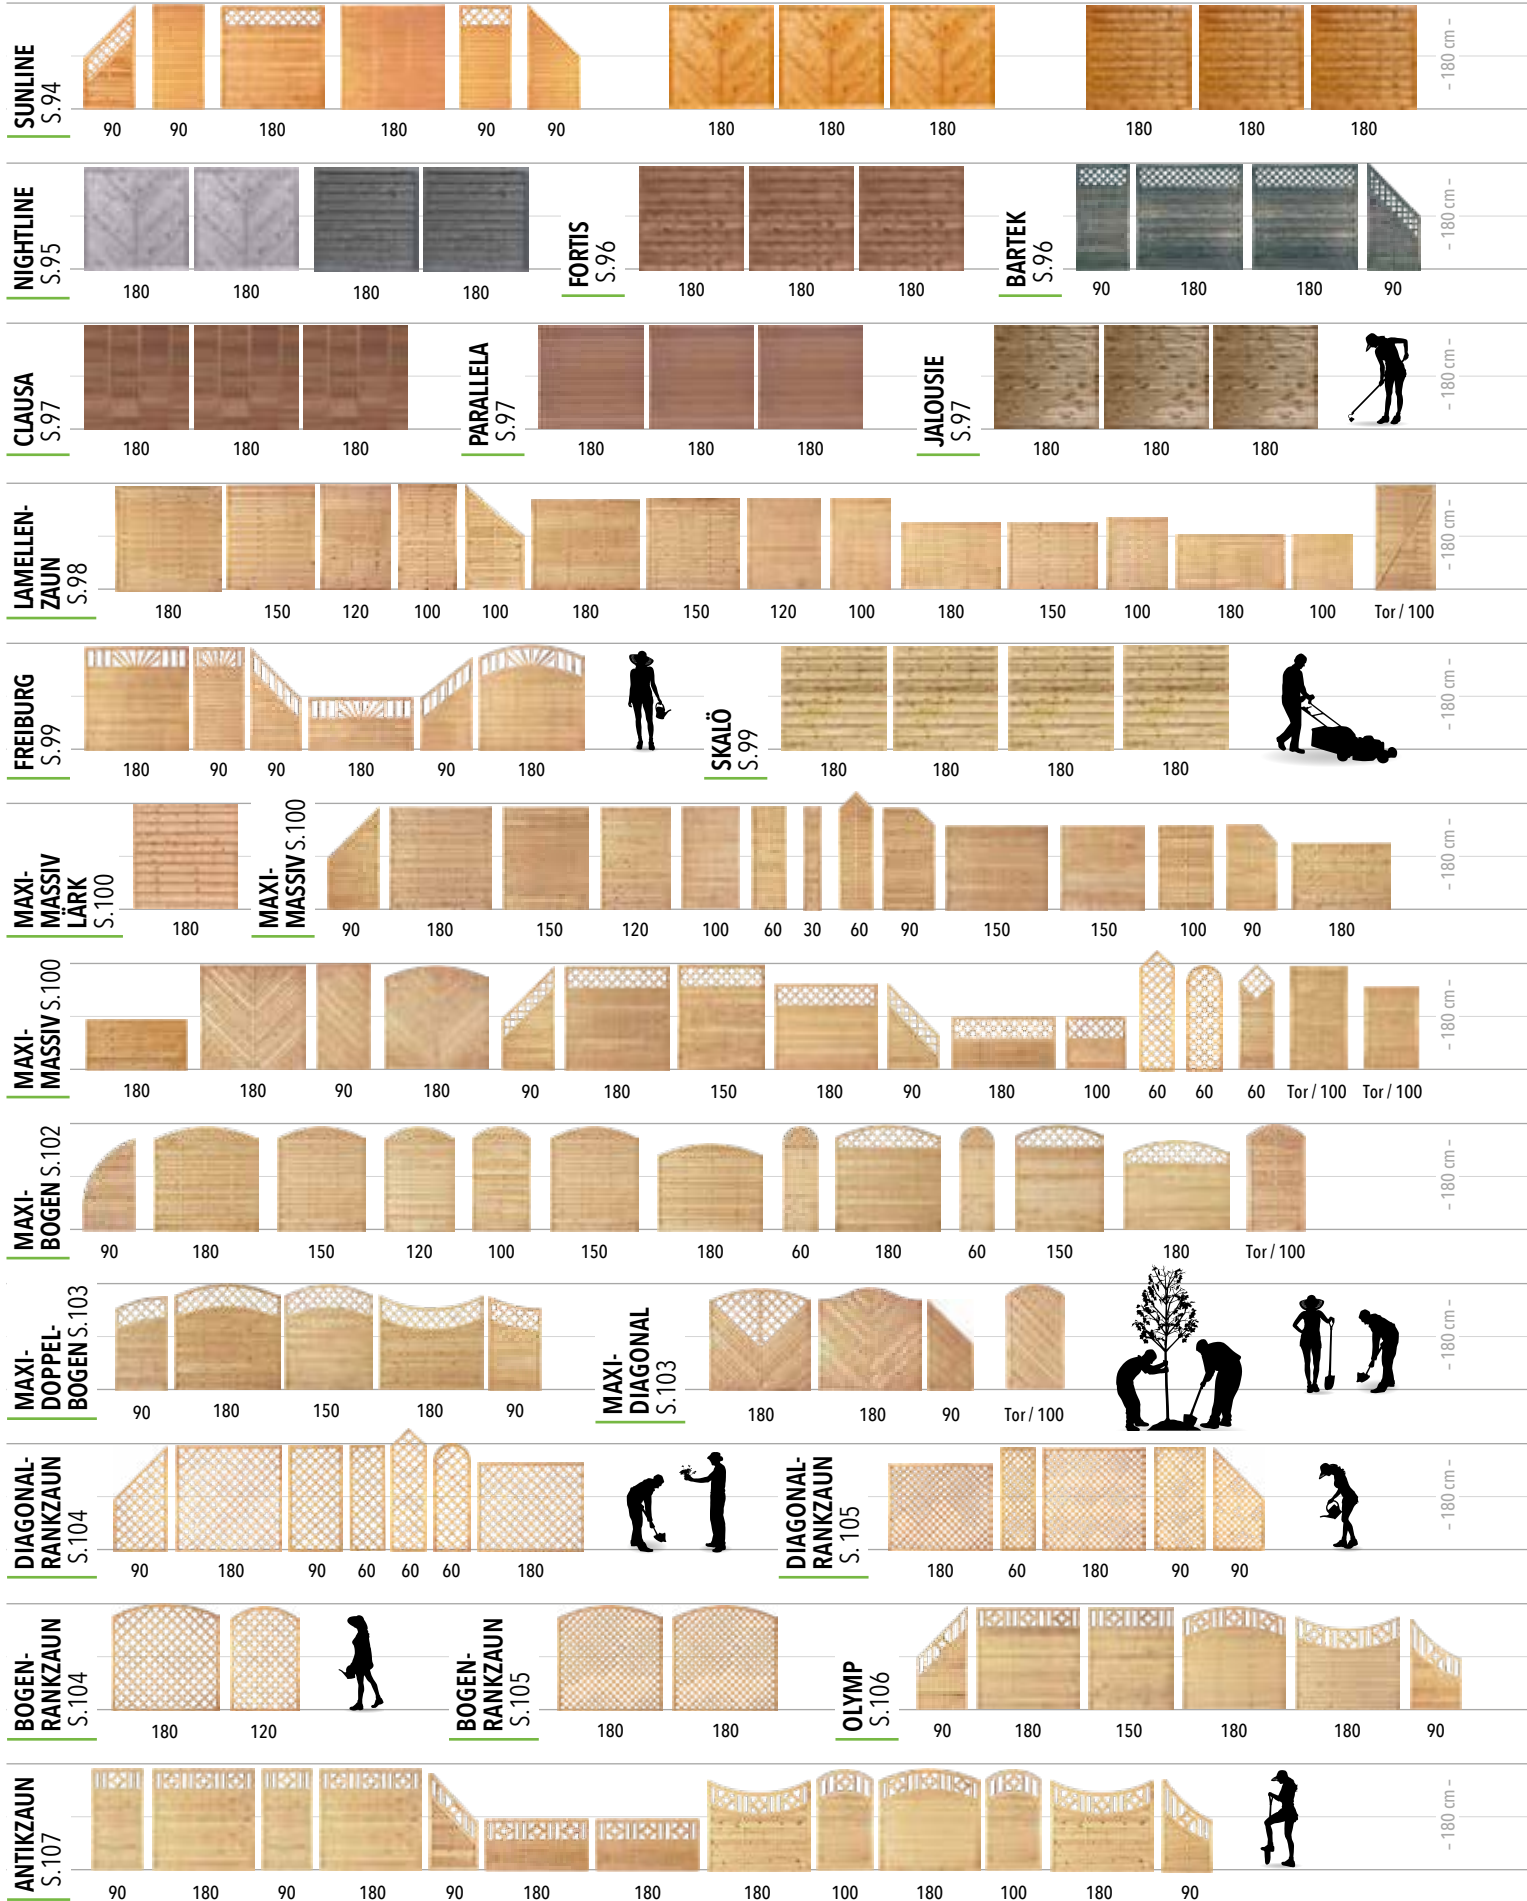 SUNLINE
S.94
90 90 180 180 90 90 180 180 180 180 180 180
– 180 cm –
NIGHTLINE
S.95
180 180 180 180
FORTIS
S.96
180 180 180
BARTEK
S.96
90 180 180 90
– 180 cm –
CLAUSA
S.97
180 180 180
PARALLELA
S.97
180 180 180
JALOUSIE
S.97
180 180 180
– 180 cm –
LAMELLEN-
ZAUN
S.98
180 150 120 100 100 180 150 120 100 180 150 100 180 100 Tor / 100
– 180 cm –
FREIBURG
S.99
180 90 90 180 90 180
SKALÖ
S.99
180 180 180 180
– 180 cm –
MAXI-
MASSIV
LÄRK
S.100
180
MAXI-
MASSIV S.100
90 180 150 120 100 60 30 60 90 150 150 100 90 180
– 180 cm –
MAXI-
MASSIV S.100
180 180 90 180 90 180 150 180 90 180 100 60 60 60 Tor / 100 Tor / 100
– 180 cm –
MAXI-
BOGEN S.102
90 180 150 120 100 150 180 60 180 60 150 180 Tor / 100
– 180 cm –
MAXI-
DOPPEL-
BOGEN S.103
90 180 150 180 90
MAXI-
DIAGONAL
S.103
180 180 90 Tor / 100
– 180 cm –
DIAGONAL-
RANKZAUN
S.104
90 180 90 60 60 60 180
DIAGONAL-
RANKZAUN
S. 105
180 60 180 90 90
– 180 cm –
BOGEN-
RANKZAUN
S.104
180 120
BOGEN-
RANKZAUN
S.105
180 180
OLYMP
S.106
90 180 150 180 180 90
ANTIKZAUN
S.107
90 180 90 180 90 180 180 180 100 180 100 180 90
– 180 cm –